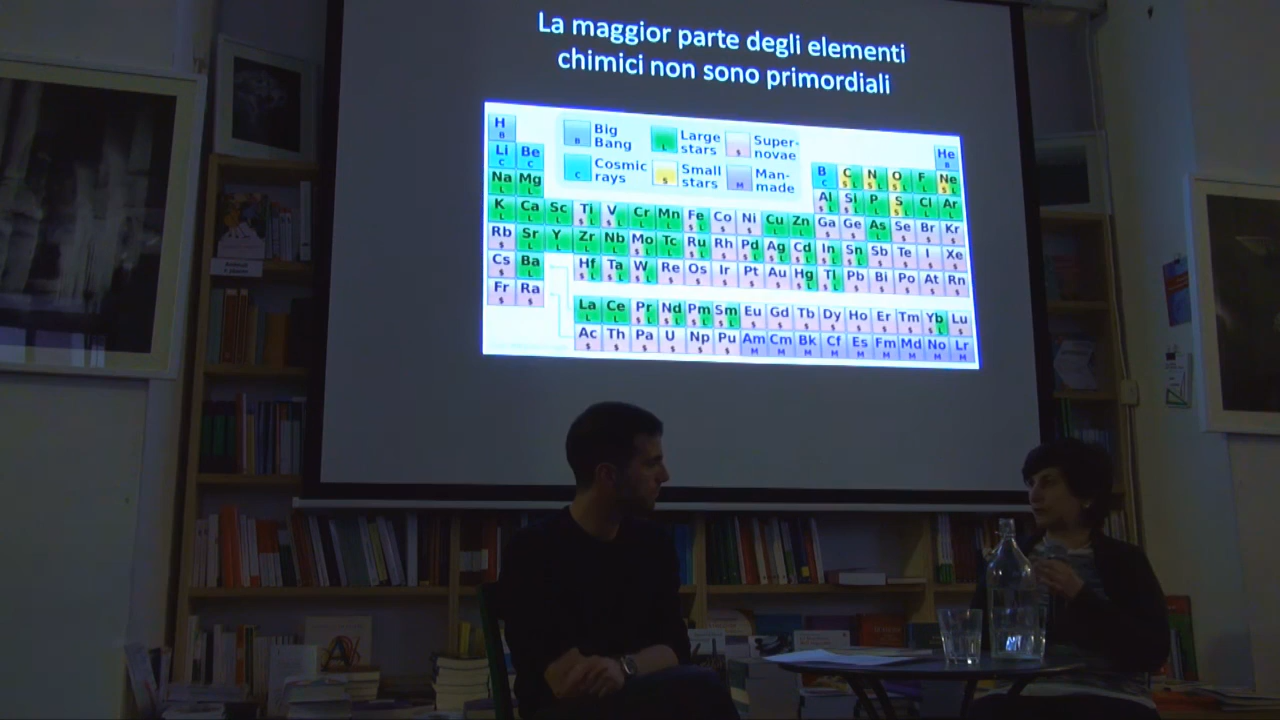 La maggior parte degli elementi
chimici non sono primordiali
H Big Bang Large stars Super-novae He
B B L $ B
Li Be Cosmic rays Small stars Man-made B C N O F Ne
C C C S M C
Na Mg Al Si P S Cl Ar
K Ca Sc Ti V Cr Mn Fe Co Ni Cu Zn Ga Ge As Se Br Kr
Rb Sr Y Zr Nb Mo Tc Ru Rh Pd Ag Cd In Sn Sb Te I Xe
Cs Ba Hf Ta W Re Os Ir Pt Au Hg Tl Pb Bi Po At Rn
Fr Ra
La Ce Pr Nd Pm Sm Eu Gd Tb Dy Ho Er Tm Yb Lu
Ac Th Pa U Np Pu Am Cm Bk Cf Es Fm Md No Lr